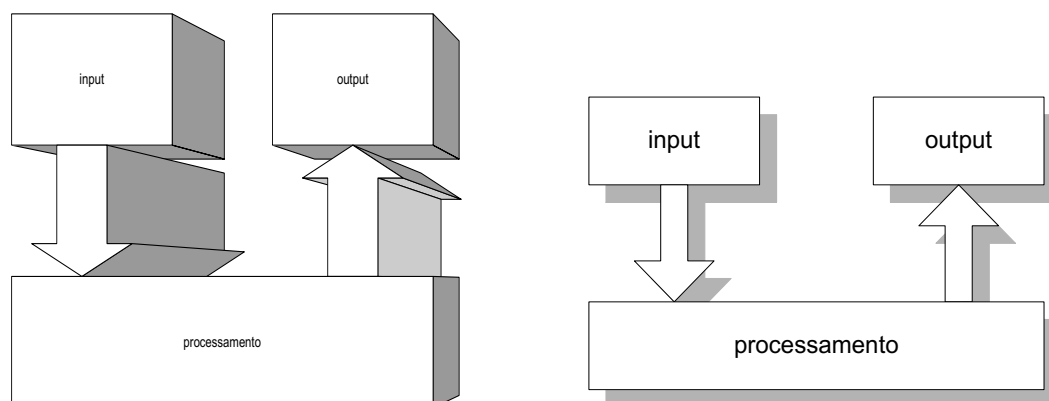 input
output
processamento
input
output
processamento